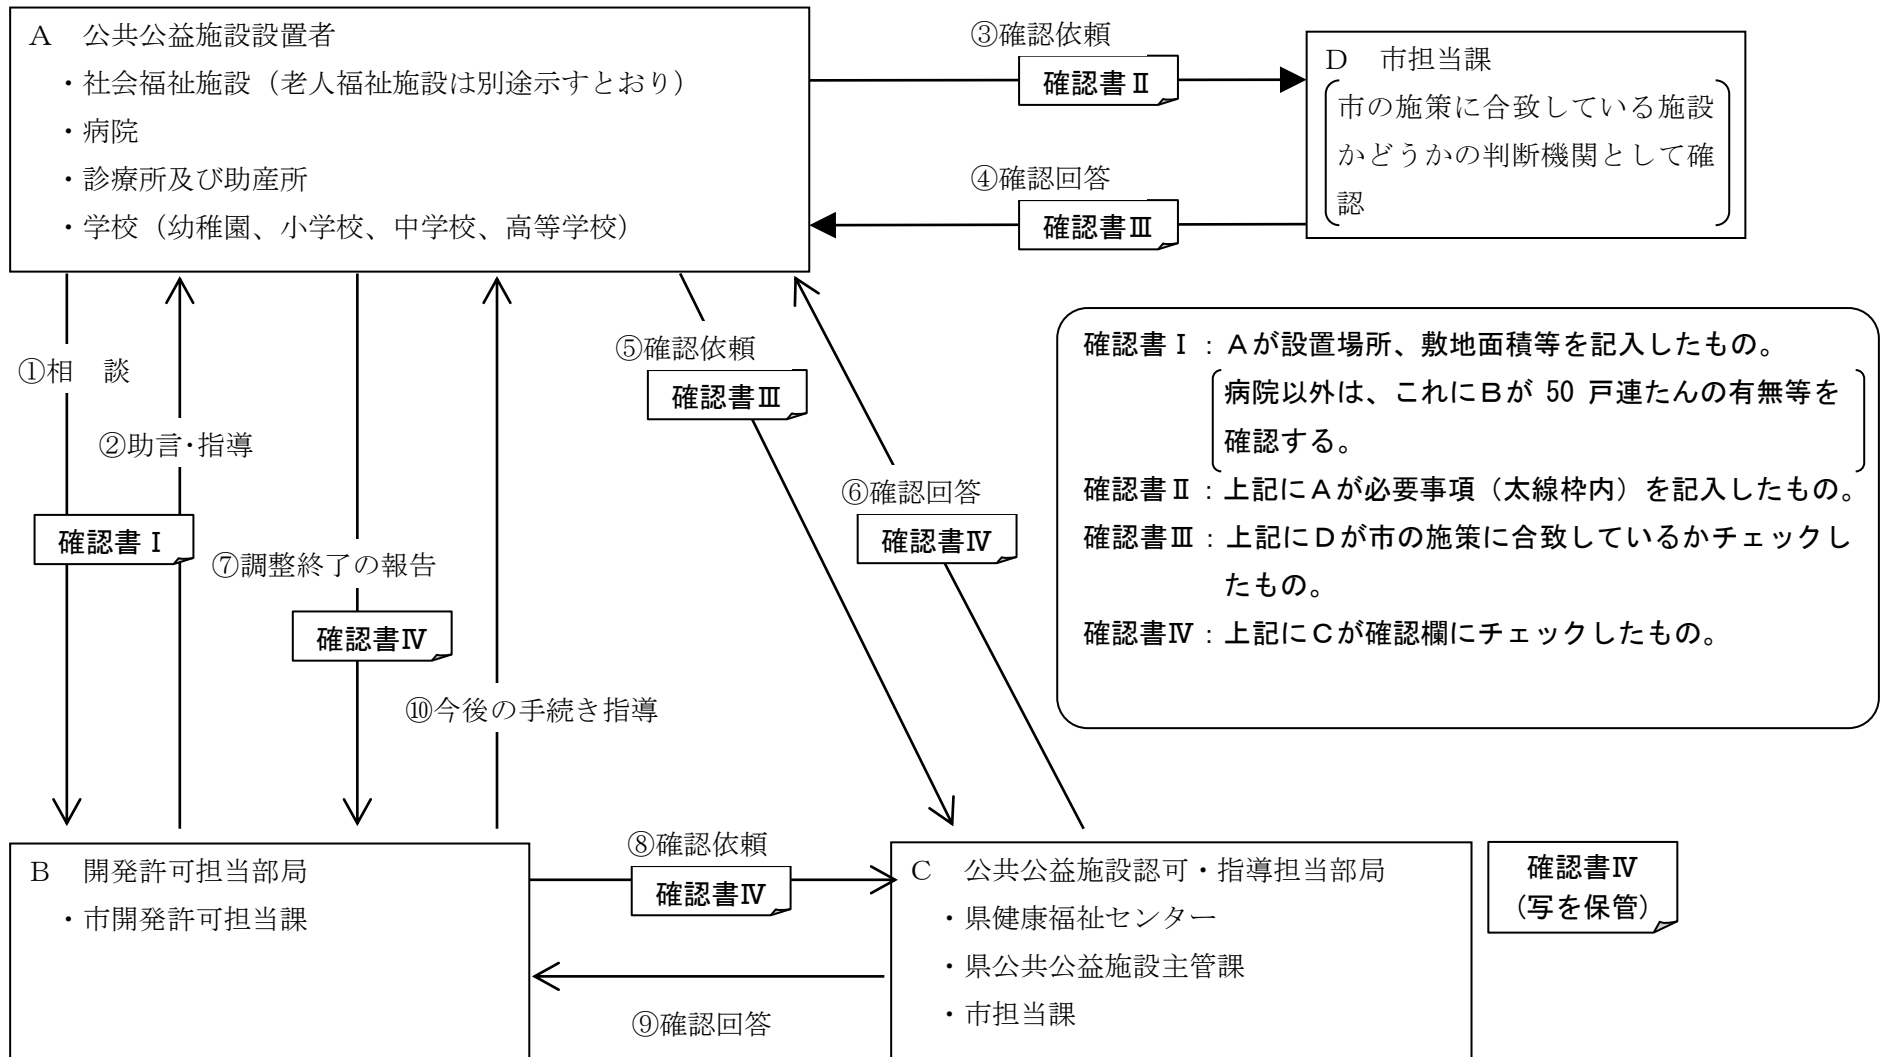 A 公共公益施設設置者
・社会福祉施設（老人福祉施設は別途示すとおり）
・病院
・診療所及び助産所
・学校（幼稚園、小学校、中学校、高等学校）
③確認依頼
確認書Ⅱ
④確認回答
確認書Ⅲ
D 市担当課
市の施策に合致している施設
かどうかの判断機関として確
認
①相 談
確認書Ⅰ
②助言・指導
⑦調整終了の報告
確認書Ⅳ
⑩今後の手続き指導
⑤確認依頼
確認書Ⅲ
⑥確認回答
確認書Ⅳ
確認書Ⅰ：Aが設置場所、敷地面積等を記入したもの。
病院以外は、これにBが 50 戸連たんの有無等を
確認する。
確認書Ⅱ：上記にAが必要事項（太線枠内）を記入したもの。
確認書Ⅲ：上記にDが市の施策に合致しているかチェックし
たもの。
確認書Ⅳ：上記にCが確認欄にチェックしたもの。
B 開発許可担当部局
・市開発許可担当課
⑧確認依頼
確認書Ⅳ
⑨確認回答
C 公共公益施設認可・指導担当部局
・県健康福祉センター
・県公共公益施設主管課
・市担当課
確認書Ⅳ
（写を保管）